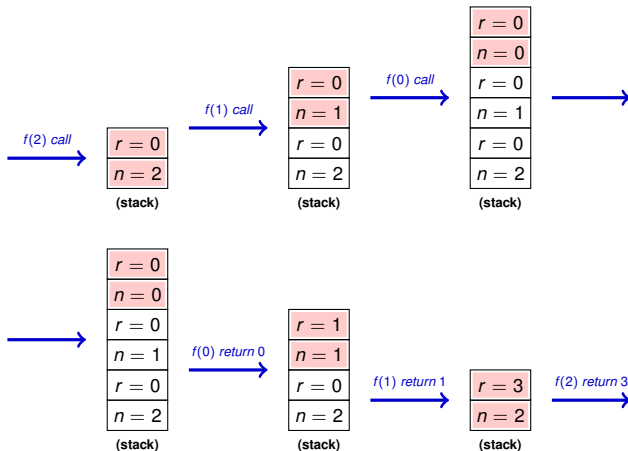 f(2) call
r = 0
n = 2
(stack)
f(1) call
r = 0
n = 1
r = 0
n = 2
(stack)
f(0) call
r = 0
n = 0
r = 0
n = 1
r = 0
n = 2
(stack)
r = 0
n = 0
r = 0
n = 1
r = 0
n = 2
(stack)
f(0) return 0
r = 1
n = 1
r = 0
n = 2
(stack)
f(1) return 1
r = 3
n = 2
(stack)
f(2) return 3